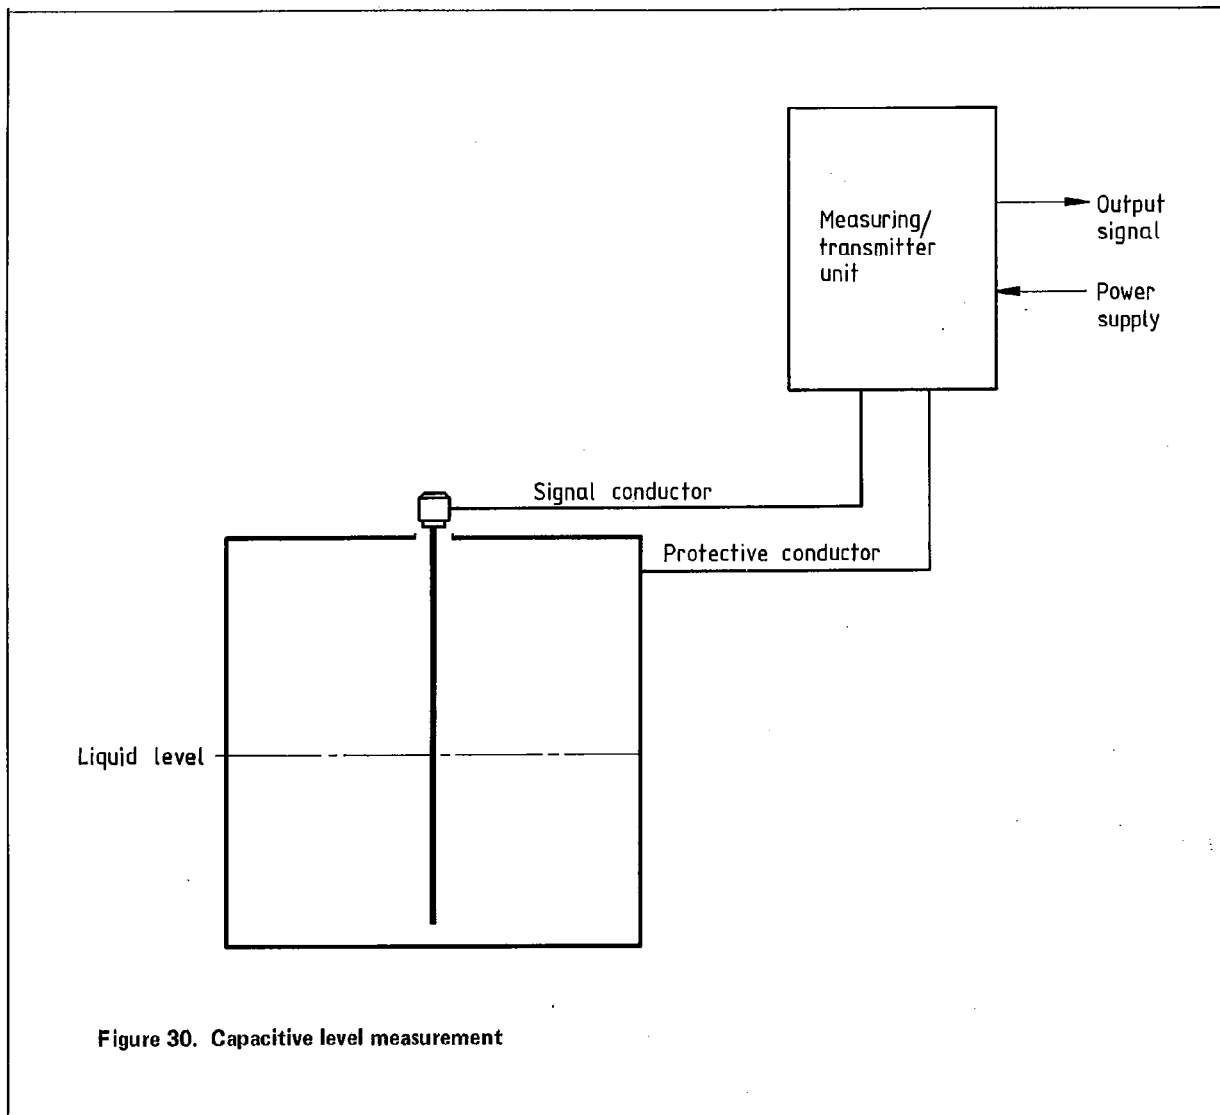 Measuring/
transmitter
unit
Output
signal
Power
supply
Signal conductor
Protective conductor
Liquid level
Figure 30. Capacitive level measurement